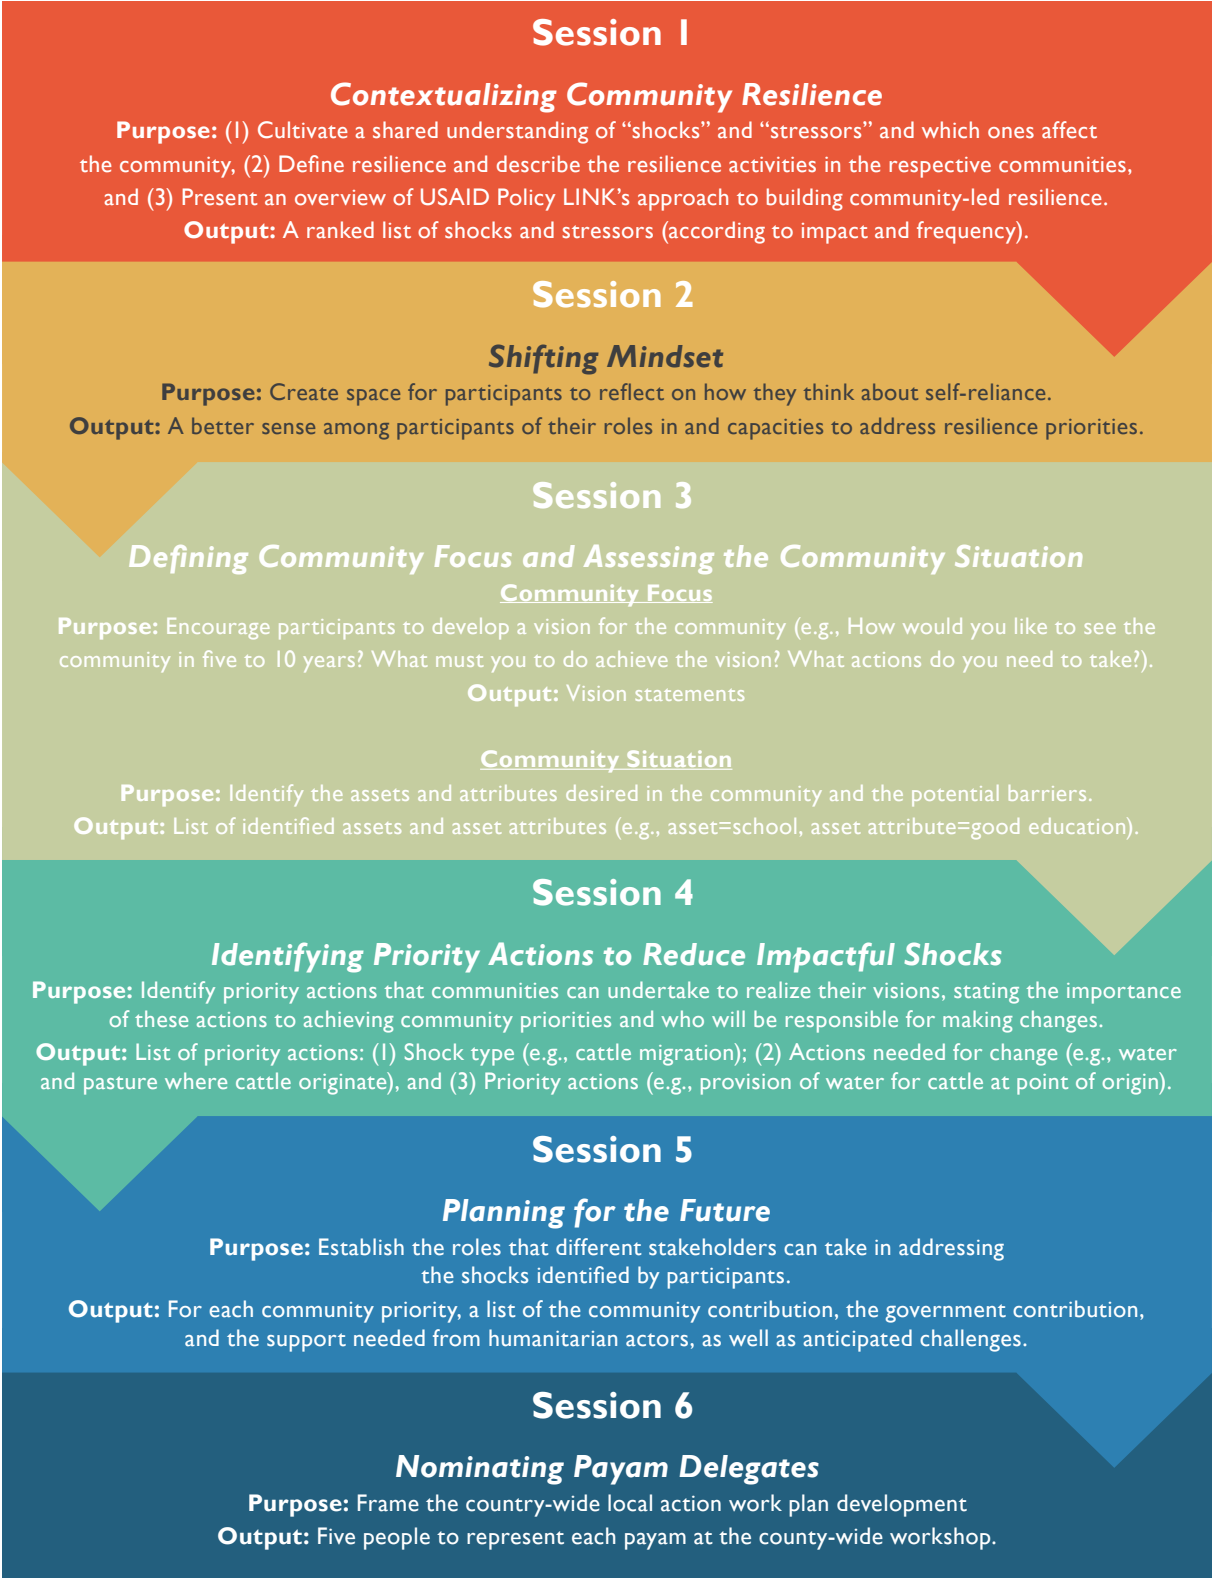 Session 1
Contextualizing Community Resilience
Purpose: (1) Cultivate a shared understanding of “shocks” and “stressors” and which ones affect
the community, (2) Define resilience and describe the resilience activities in the respective communities,
and (3) Present an overview of USAID Policy LINK’s approach to building community-led resilience.
Output: A ranked list of shocks and stressors (according to impact and frequency).
Session 2
Shifting Mindset
Purpose: Create space for participants to reflect on how they think about self-reliance.
Output: A better sense among participants of their roles in and capacities to address resilience priorities.
Session 3
Defining Community Focus and Assessing the Community Situation
Community Focus
Purpose: Encourage participants to develop a vision for the community (e.g., How would you like to see the
community in five to 10 years? What must you to do achieve the vision? What actions do you need to take?).
Output: Vision statements
Community Situation
Purpose: Identify the assets and attributes desired in the community and the potential barriers.
Output: List of identified assets and asset attributes (e.g., asset=school, asset attribute=good education).
Session 4
Identifying Priority Actions to Reduce Impactful Shocks
Purpose: Identify priority actions that communities can undertake to realize their visions, stating the importance
of these actions to achieving community priorities and who will be responsible for making changes.
Output: List of priority actions: (1) Shock type (e.g., cattle migration); (2) Actions needed for change (e.g., water
and pasture where cattle originate), and (3) Priority actions (e.g., provision of water for cattle at point of origin).
Session 5
Planning for the Future
Purpose: Establish the roles that different stakeholders can take in addressing
the shocks identified by participants.
Output: For each community priority, a list of the community contribution, the government contribution,
and the support needed from humanitarian actors, as well as anticipated challenges.
Session 6
Nominating Payam Delegates
Purpose: Frame the country-wide local action work plan development
Output: Five people to represent each payam at the county-wide workshop.